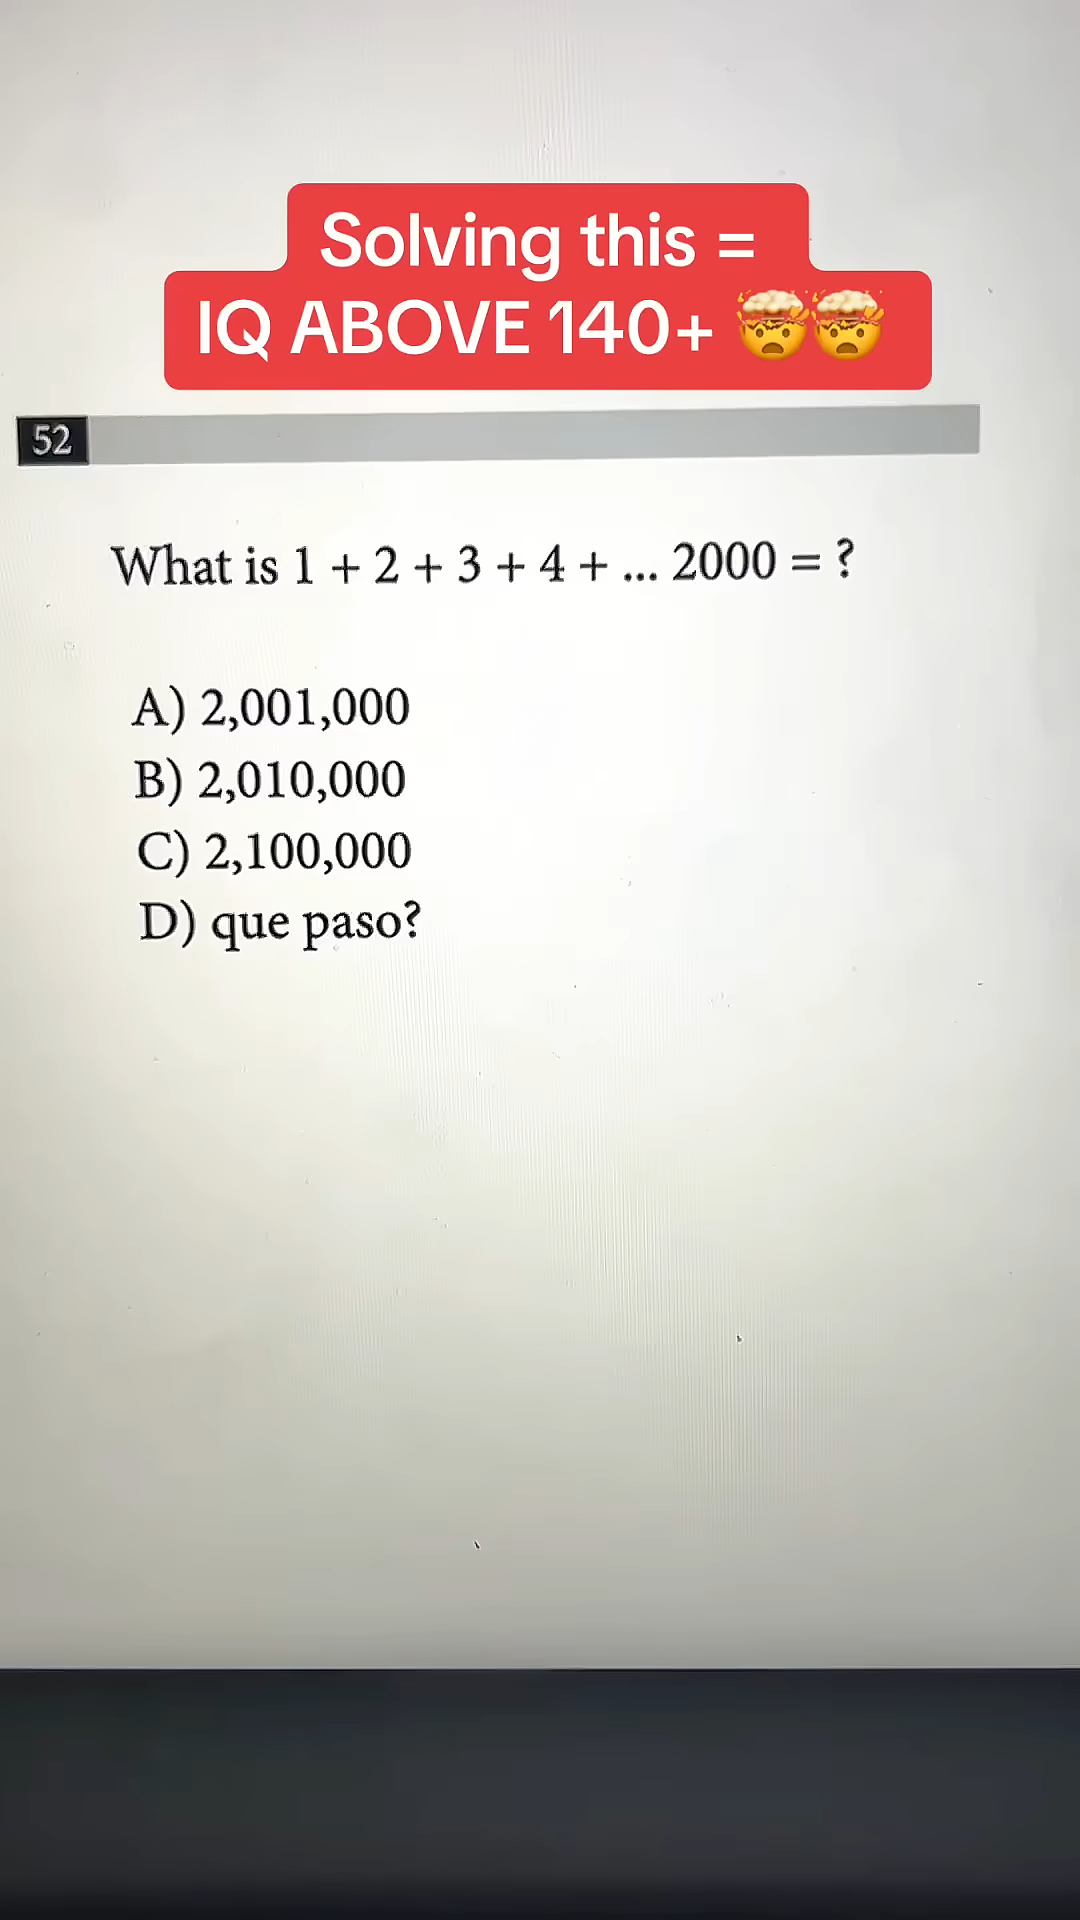 Solving this =
IQ ABOVE 140+ 🤯🤯
52
What is 1 + 2 + 3 + 4 + ... 2000 = ?
A) 2,001,000
B) 2,010,000
C) 2,100,000
D) que paso?